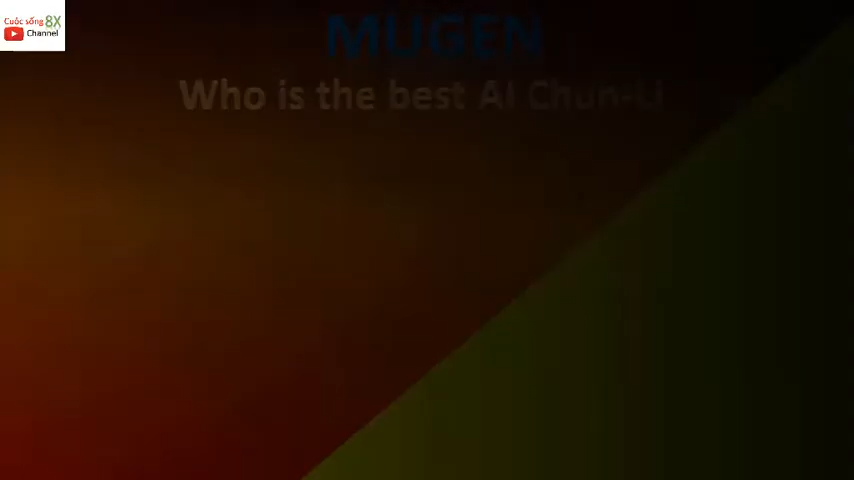 Cuộc sống 8X
Channel
MUGEN
Who is the best AI Chun-Li